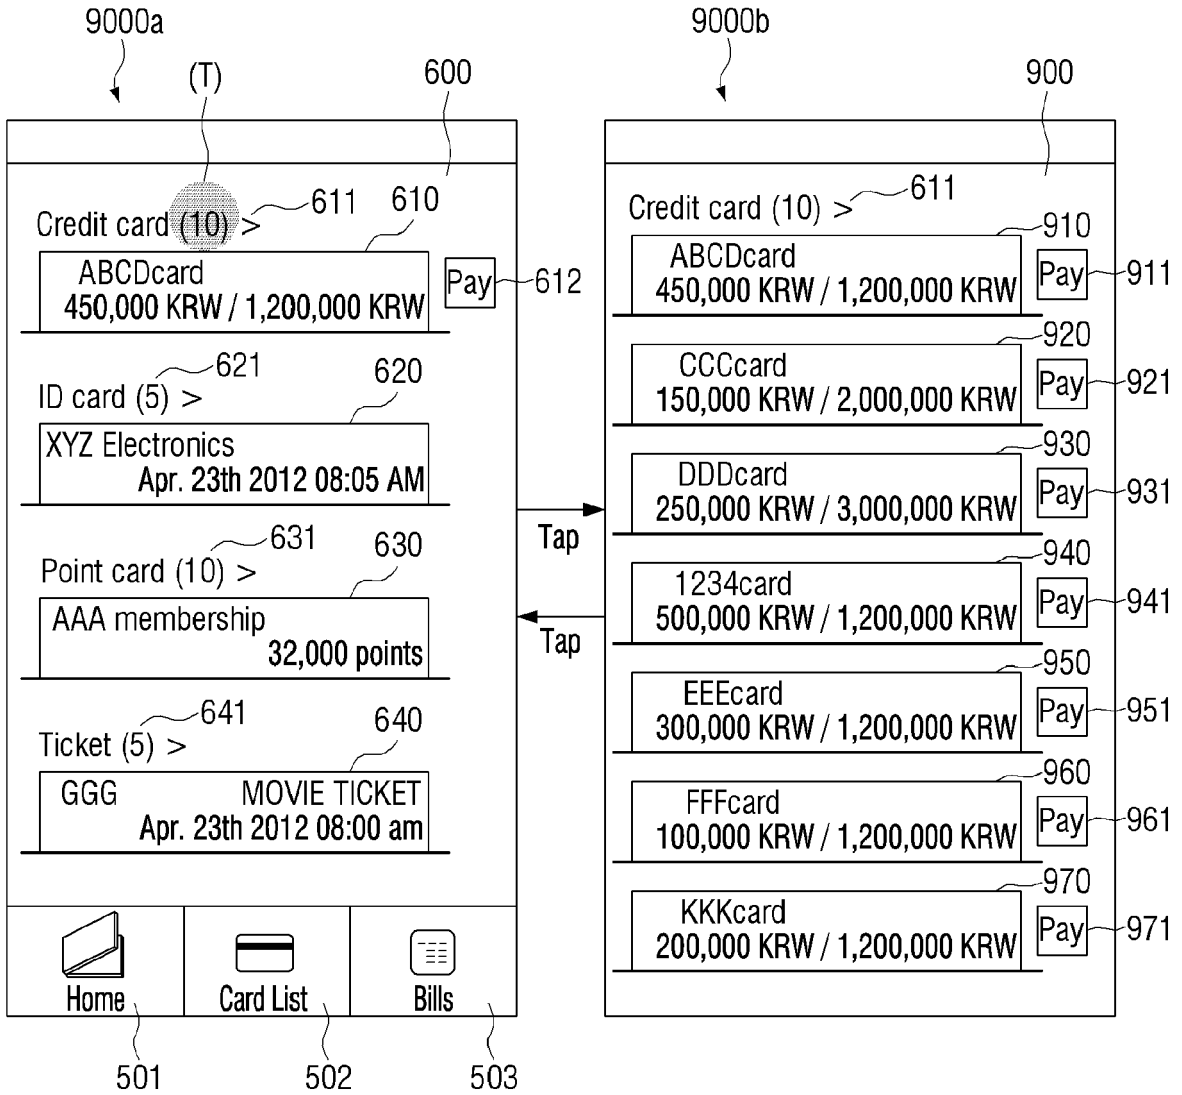 9000a
9000b
(T)
600
900
Credit card (10) >
611
610
ABCDcard
450,000 KRW / 1,200,000 KRW
Pay
612
ID card (5) >
621
620
XYZ Electronics
Apr. 23th 2012 08:05 AM
Point card (10) >
631
630
AAA membership
32,000 points
Ticket (5) >
641
640
GGG MOVIE TICKET
Apr. 23th 2012 08:00 am
Home
Card List
Bills
501
502
503
Tap
Tap
Credit card (10) >
611
910
ABCDcard
450,000 KRW / 1,200,000 KRW
Pay
911
920
CCCcard
150,000 KRW / 2,000,000 KRW
Pay
921
930
DDDcard
250,000 KRW / 3,000,000 KRW
Pay
931
940
1234card
500,000 KRW / 1,200,000 KRW
Pay
941
950
EEEcard
300,000 KRW / 1,200,000 KRW
Pay
951
960
FFFcard
100,000 KRW / 1,200,000 KRW
Pay
961
970
KKKcard
200,000 KRW / 1,200,000 KRW
Pay
971